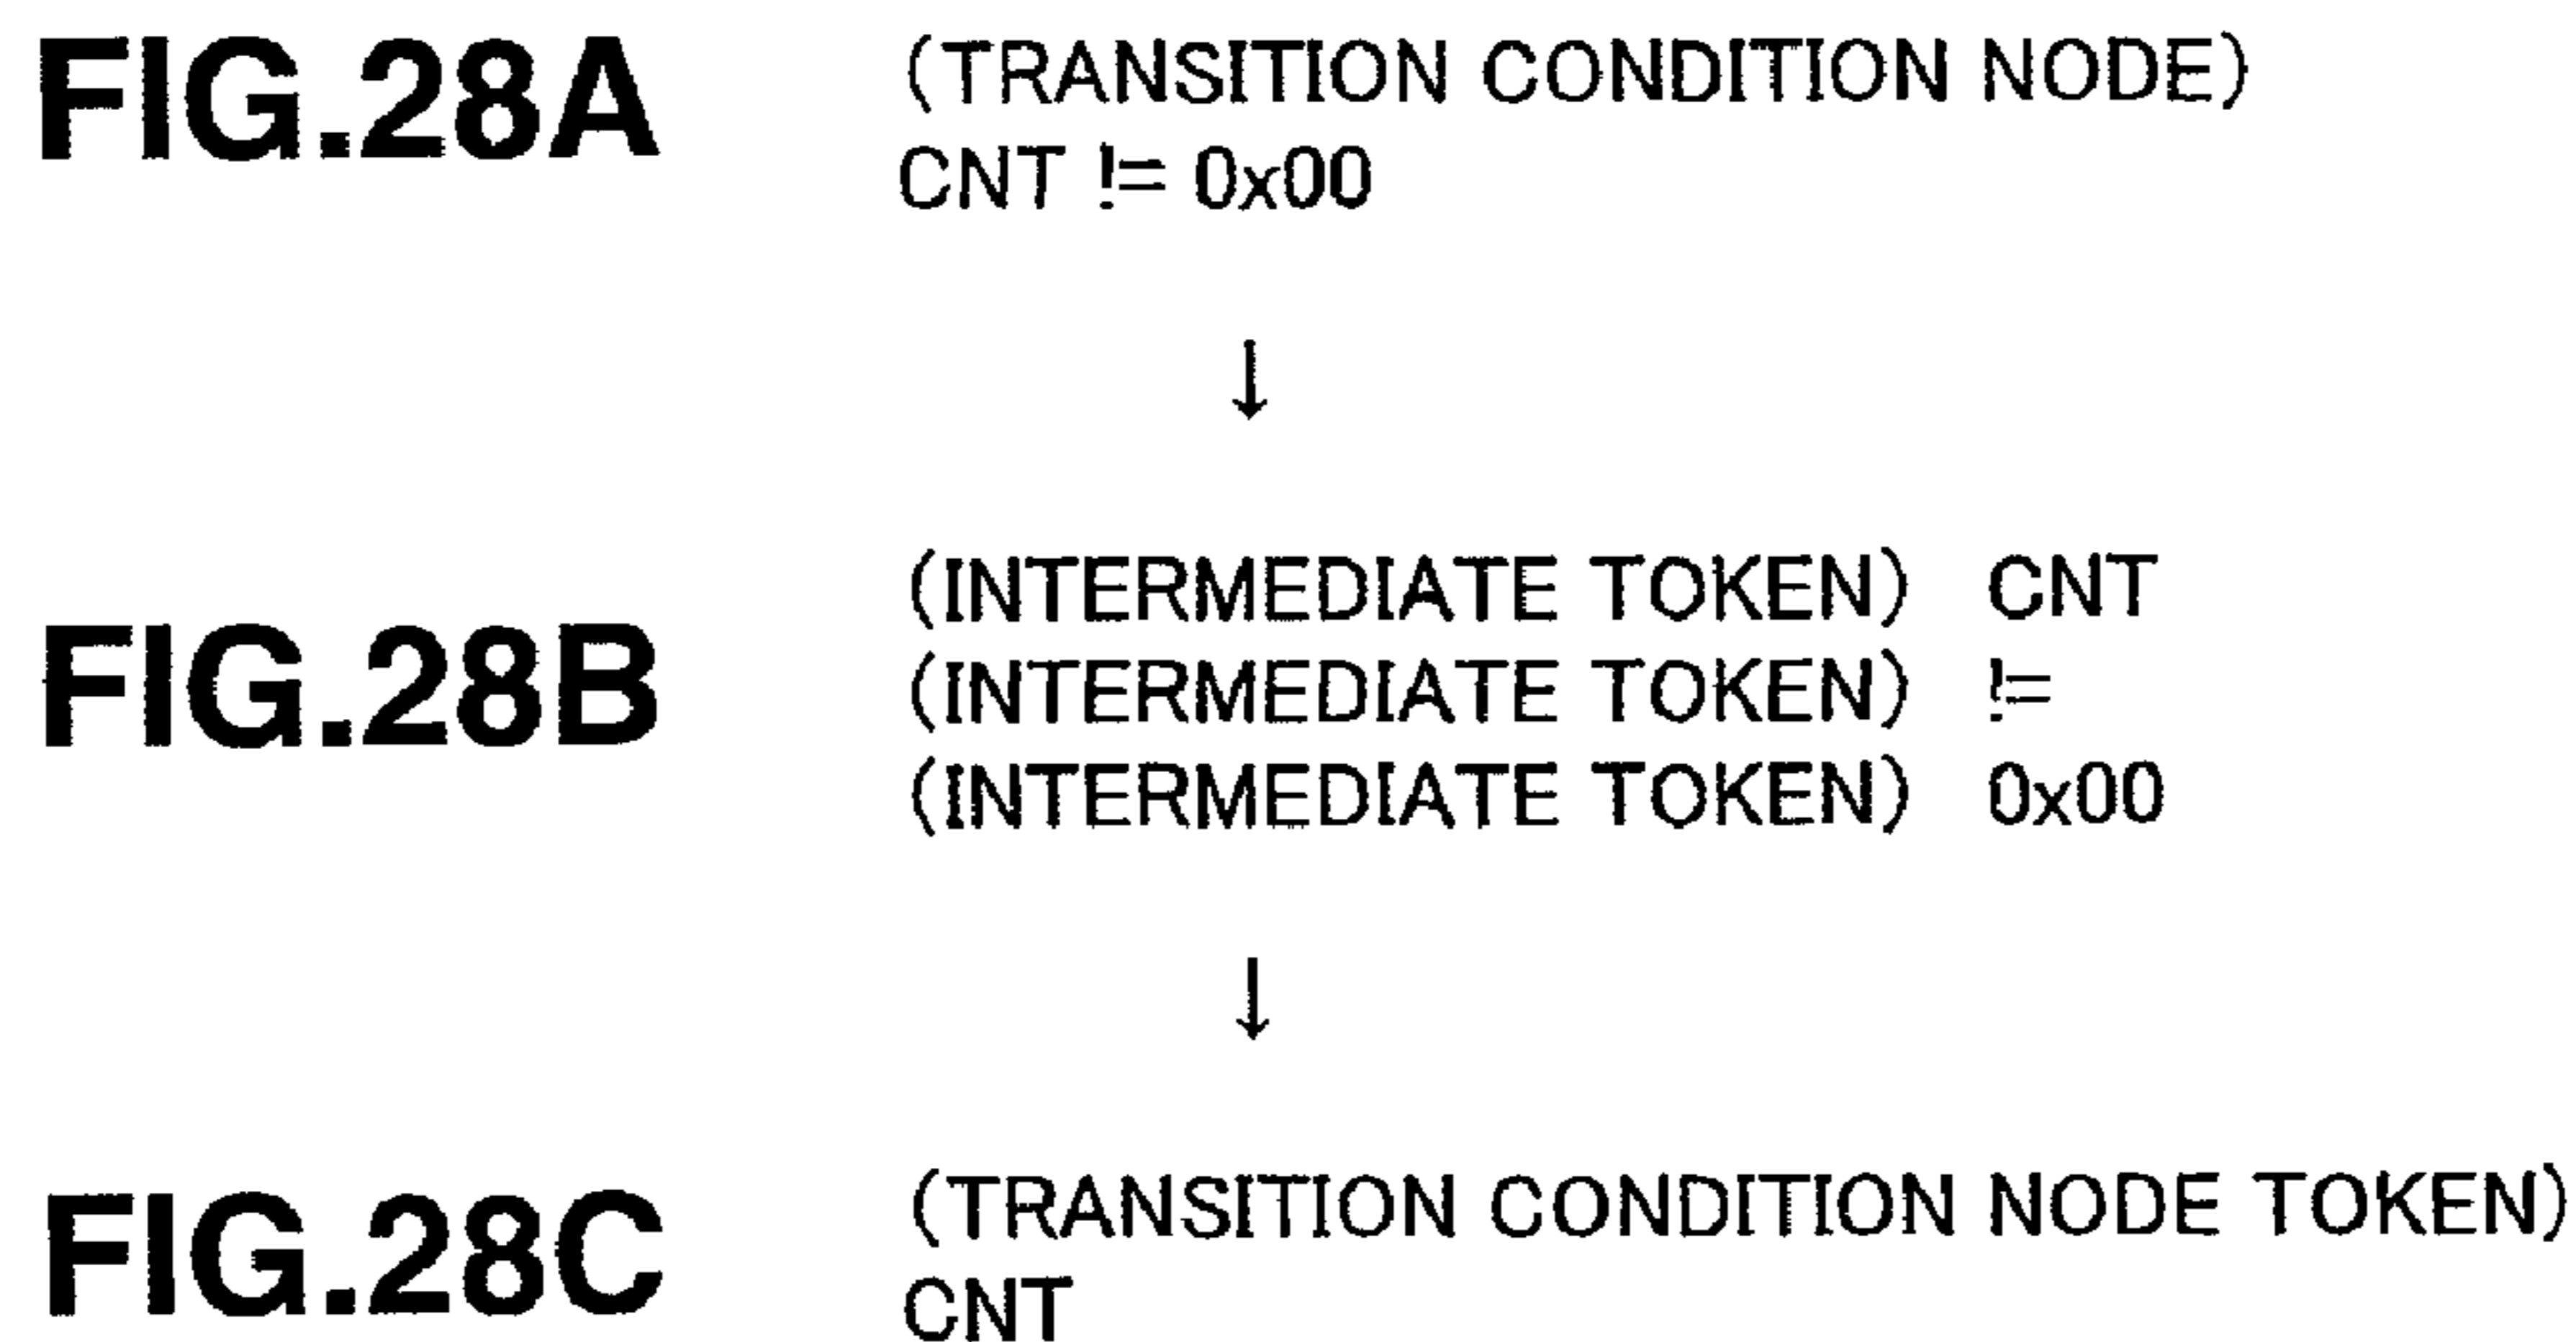 FIG.28A (TRANSITION CONDITION NODE)
CNT != 0x00
↓
(INTERMEDIATE TOKEN) CNT
FIG.28B (INTERMEDIATE TOKEN) !=
(INTERMEDIATE TOKEN) 0x00
↓
FIG.28C (TRANSITION CONDITION NODE TOKEN)
CNT